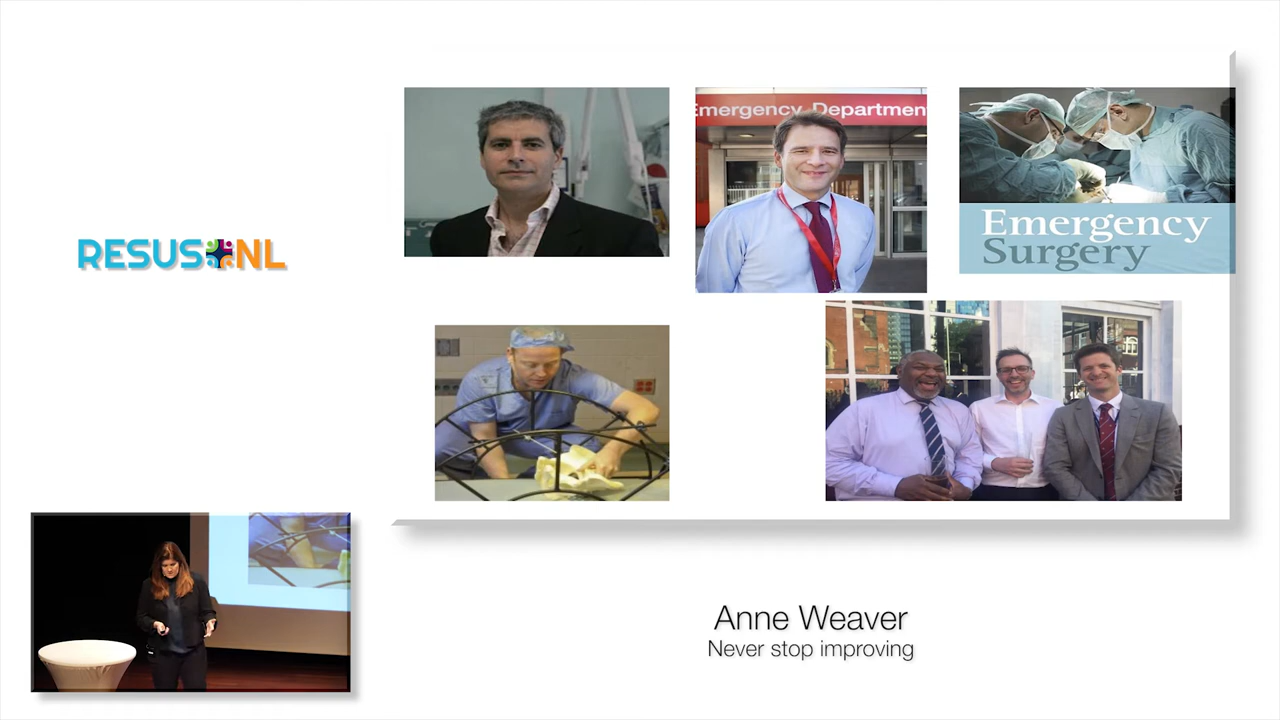 RESUS NL
Emergency Department
Emergency
Surgery
Anne Weaver
Never stop improving